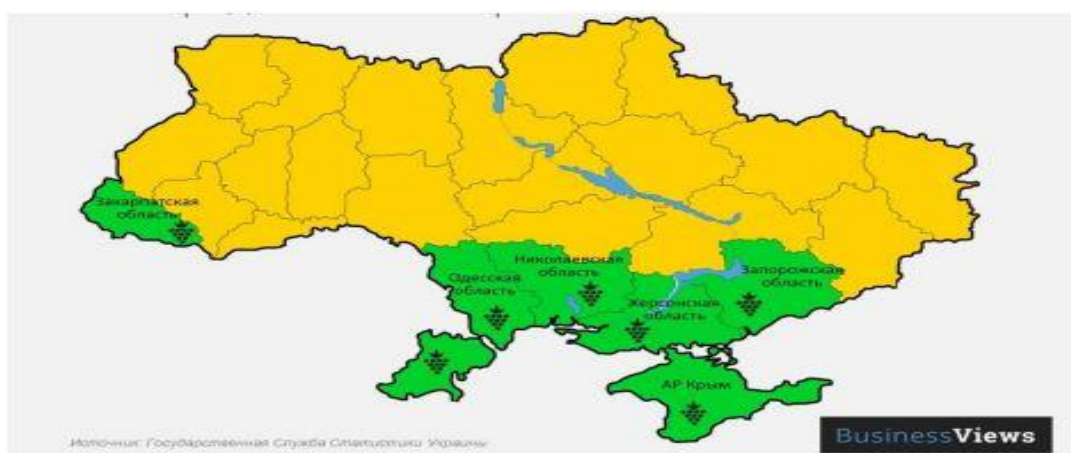 Закарпатская
область
Николаевская
область
Одесская
область
Запорожская
область
Херсонская
область
АР Крым
Источник: Государственная Служба Статистики Украины
BusinessViews